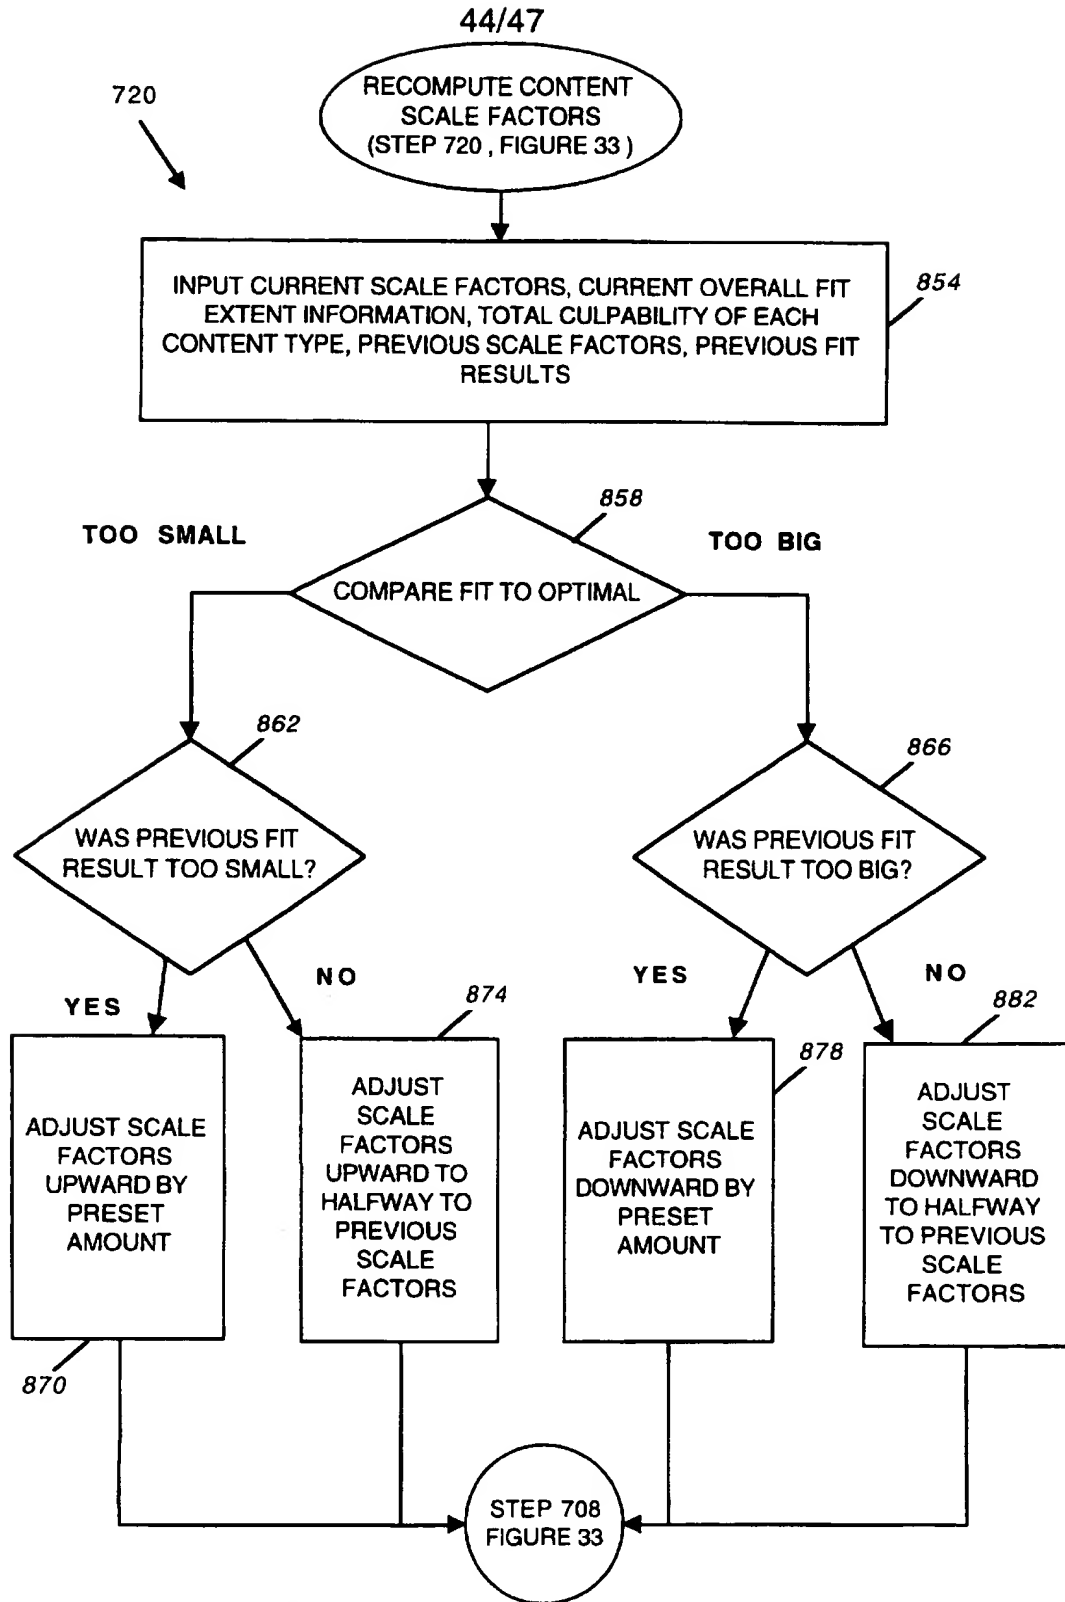 44/47
720
RECOMPUTE CONTENT
SCALE FACTORS
(STEP 720 , FIGURE 33 )
854
INPUT CURRENT SCALE FACTORS, CURRENT OVERALL FIT
EXTENT INFORMATION, TOTAL CULPABILITY OF EACH
CONTENT TYPE, PREVIOUS SCALE FACTORS, PREVIOUS FIT
RESULTS
858
TOO SMALL
TOO BIG
COMPARE FIT TO OPTIMAL
862
866
WAS PREVIOUS FIT
RESULT TOO SMALL?
WAS PREVIOUS FIT
RESULT TOO BIG?
YES
NO
YES
NO
874
878
882
ADJUST SCALE
FACTORS
UPWARD BY
PRESET
AMOUNT
870
ADJUST
SCALE
FACTORS
UPWARD TO
HALFWAY TO
PREVIOUS
SCALE
FACTORS
ADJUST SCALE
FACTORS
DOWNWARD BY
PRESET
AMOUNT
ADJUST
SCALE
FACTORS
DOWNWARD
TO HALFWAY
TO PREVIOUS
SCALE
FACTORS
STEP 708
FIGURE 33